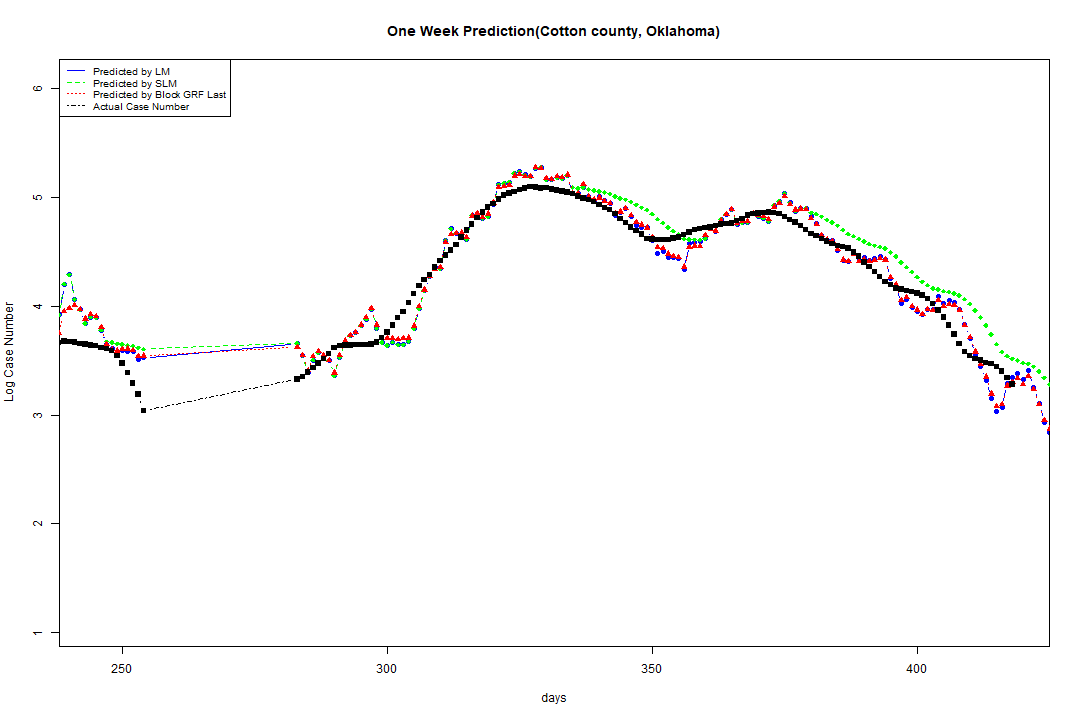 One Week Prediction(Cotton county, Oklahoma)
Predicted by LM
Predicted by SLM
Predicted by Block GRF Last
Actual Case Number
6
5
4
3
2
1
Log Case Number
250 300 350 400
days